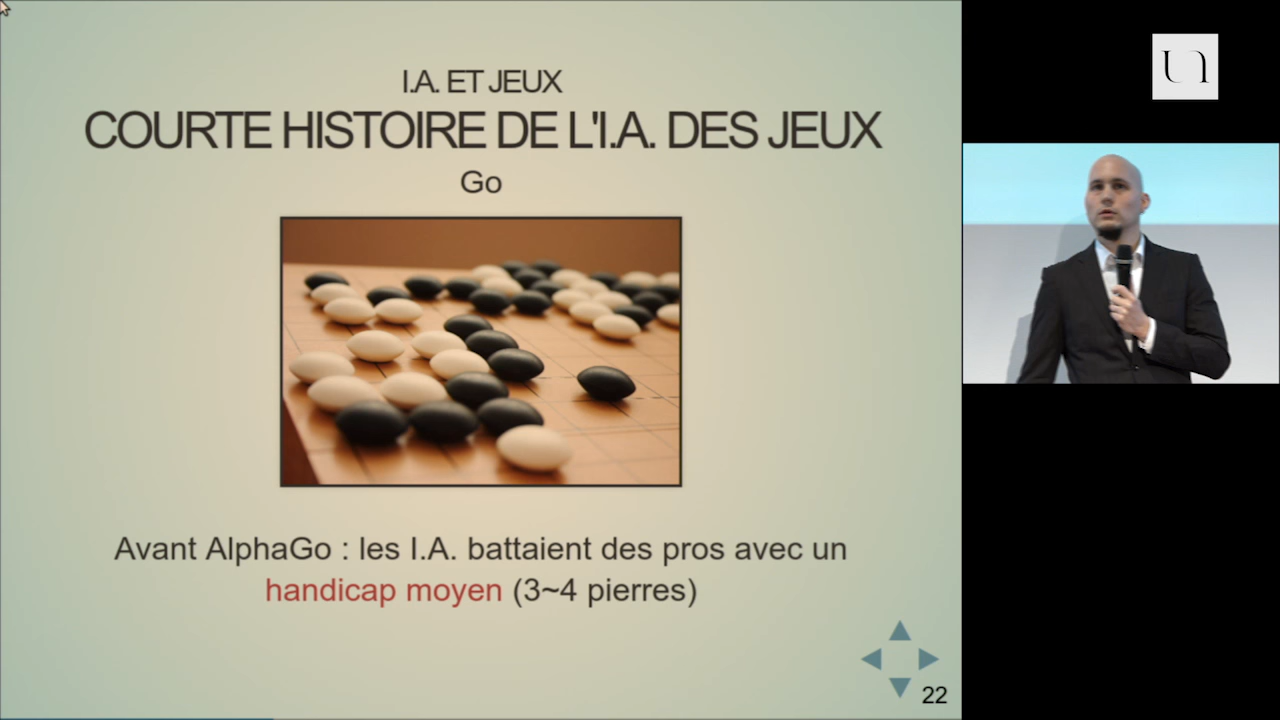 I.A. ET JEUX
COURTE HISTOIRE DE L'I.A. DES JEUX
Go
Avant AlphaGo : les I.A. battaient des pros avec un
handicap moyen (3~4 pierres)
22